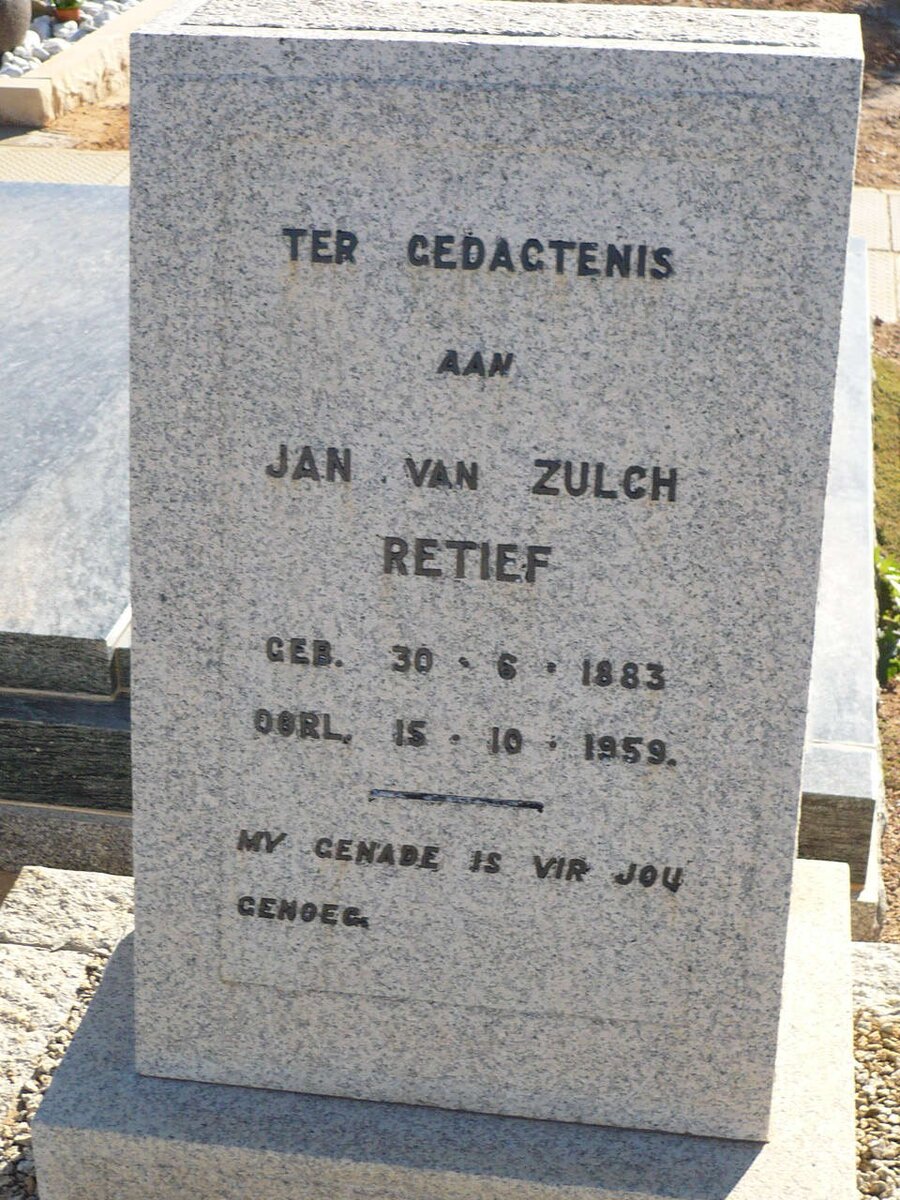 TER GEDAGTENIS
AAN
JAN VAN ZULCH
RETIEF
GEB. 30 · 6 · 1883
OORL. 15 · 10 · 1959.
MY GENADE IS VIR JOU
GENOEG.